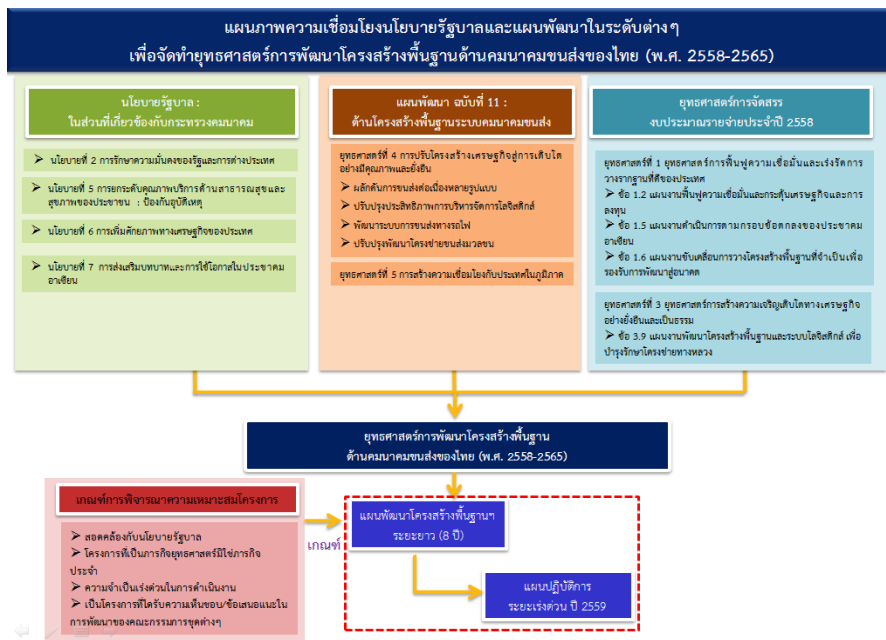 แผนภาพความเชื่อมโยงนโยบายรัฐบาลและแผนพัฒนาในระดับต่างๆ
เพื่อจัดทำยุทธศาสตร์การพัฒนาโครงสร้างพื้นฐานด้านคมนาคมขนส่งของไทย (พ.ศ. 2558-2565)
นโยบายรัฐบาล :
ในส่วนที่เกี่ยวข้องกับกระทรวงคมนาคม
➤ นโยบายที่ 2 การรักษาความมั่นคงของรัฐและการต่างประเทศ
➤ นโยบายที่ 5 การยกระดับคุณภาพบริการด้านสาธารณสุขและ
สุขภาพของประชาชน : ป้องกันอุบัติเหตุ
➤ นโยบายที่ 6 การเพิ่มศักยภาพทางเศรษฐกิจของประเทศ
➤ นโยบายที่ 7 การส่งเสริมบทบาทและการใช้โอกาสในประชาคม
อาเซียน
แผนพัฒนา ฉบับที่ 11 :
ด้านโครงสร้างพื้นฐานระบบคมนาคมขนส่ง
ยุทธศาสตร์ที่ 4 การปรับโครงสร้างเศรษฐกิจสู่การเติบโต
อย่างมีคุณภาพและยั่งยืน
➤ ผลักดันการขนส่งต่อเนื่องหลายรูปแบบ
➤ ปรับปรุงประสิทธิภาพการบริหารจัดการโลจิสติกส์
➤ พัฒนาระบบการขนส่งทางรถไฟ
➤ ปรับปรุงพัฒนาโครงข่ายขนส่งมวลชน
ยุทธศาสตร์ที่ 5 การสร้างความเชื่อมโยงกับประเทศในภูมิภาค
ยุทธศาสตร์การจัดสรร
งบประมาณรายจ่ายประจำปี 2558
ยุทธศาสตร์ที่ 1 ยุทธศาสตร์การฟื้นฟูความเชื่อมั่นและเร่งรัดการ
วางรากฐานที่ดีของประเทศ
➤ ข้อ 1.2 แผนงานฟื้นฟูความเชื่อมั่นและกระตุ้นเศรษฐกิจและการ
ลงทุน
➤ ข้อ 1.5 แผนงานดำเนินการตามกรอบข้อตกลงของประชาคม
อาเซียน
➤ ข้อ 1.6 แผนงานขับเคลื่อนการวางโครงสร้างพื้นฐานที่จำเป็นเพื่อ
รองรับการพัฒนาสู่อนาคต
ยุทธศาสตร์ที่ 3 ยุทธศาสตร์การสร้างความเจริญเติบโตทางเศรษฐกิจ
อย่างยั่งยืนและเป็นธรรม
➤ ข้อ 3.9 แผนงานพัฒนาโครงสร้างพื้นฐานและระบบโลจิสติกส์ เพื่อ
บำรุงรักษาโครงข่ายทางหลวง
ยุทธศาสตร์การพัฒนาโครงสร้างพื้นฐาน
ด้านคมนาคมขนส่งของไทย (พ.ศ. 2558-2565)
เกณฑ์การพิจารณาความเหมาะสมโครงการ
➤ สอดคล้องกับนโยบายรัฐบาล
➤ โครงการที่เป็นภารกิจยุทธศาสตร์มิใช่ภารกิจ
ประจำ
➤ ความจำเป็นเร่งด่วนในการดำเนินงาน
➤ เป็นโครงการที่ได้รับความเห็นชอบ/ข้อเสนอแนะใน
การพัฒนาของคณะกรรมการชุดต่างๆ
เกณฑ์
แผนพัฒนาโครงสร้างพื้นฐานฯ
ระยะยาว (8 ปี)
แผนปฏิบัติการ
ระยะเร่งด่วน ปี 2559